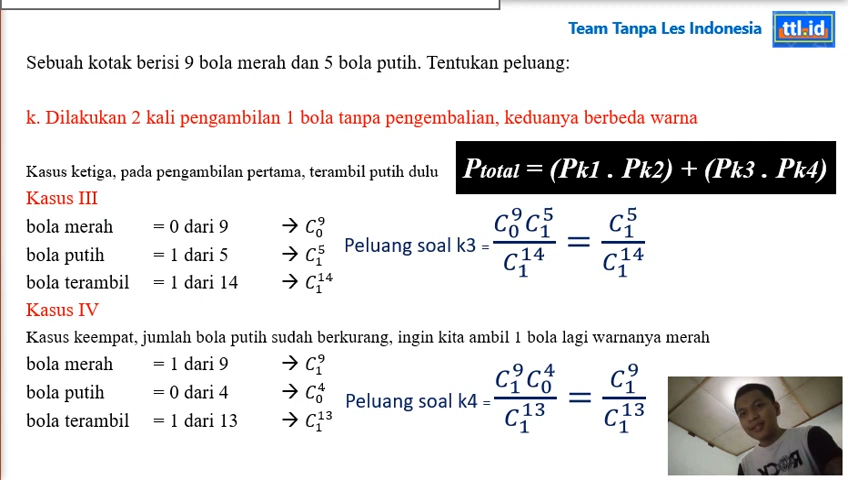 Team Tanpa Les Indonesia ttl.id
Sebuah kotak berisi 9 bola merah dan 5 bola putih. Tentukan peluang:
k. Dilakukan 2 kali pengambilan 1 bola tanpa pengembalian, keduanya berbeda warna
Kasus ketiga, pada pengambilan pertama, terambil putih dulu
Ptotal = (Pk1 . Pk2) + (Pk3 . Pk4)
Kasus III
bola merah = 0 dari 9 → C₀⁹
bola putih = 1 dari 5 → C₁⁵
bola terambil = 1 dari 14 → C₁¹⁴
Peluang soal k3 = C₀⁹C₁⁵ / C₁¹⁴ = C₁⁵ / C₁¹⁴
Kasus IV
Kasus keempat, jumlah bola putih sudah berkurang, ingin kita ambil 1 bola lagi warnanya merah
bola merah = 1 dari 9 → C₁⁹
bola putih = 0 dari 4 → C₀⁴
bola terambil = 1 dari 13 → C₁¹³
Peluang soal k4 = C₁⁹C₀⁴ / C₁¹³ = C₁⁹ / C₁¹³